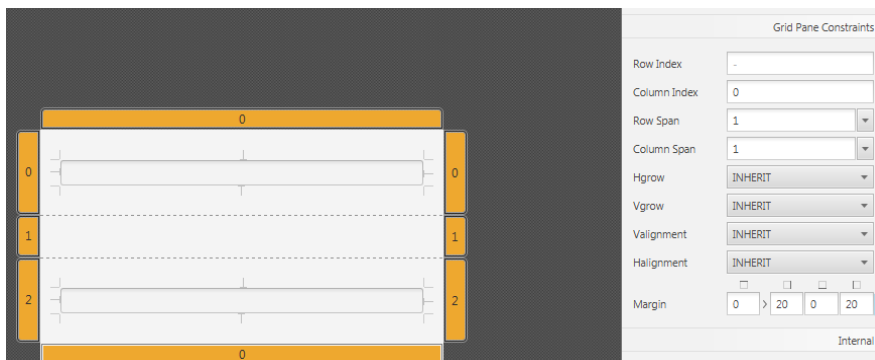 Grid Pane Constraints
Row Index -
Column Index 0
Row Span 1
Column Span 1
Hgrow INHERIT
Vgrow INHERIT
Valignment INHERIT
Halignment INHERIT
Margin 0 > 20 0 20
Internal
0
0 0
1 1
2 2
0